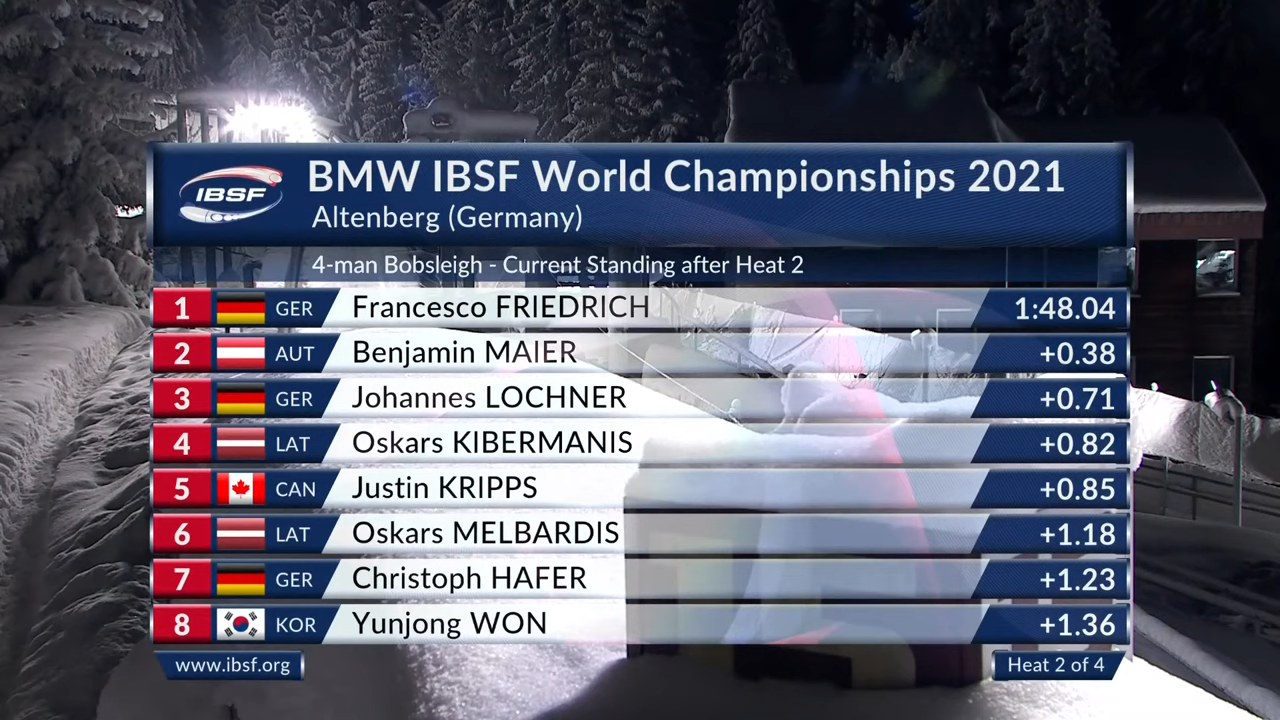 IBSF
BMW IBSF World Championships 2021
Altenberg (Germany)
4-man Bobsleigh - Current Standing after Heat 2
1 GER Francesco FRIEDRICH 1:48.04
2 AUT Benjamin MAIER +0.38
3 GER Johannes LOCHNER +0.71
4 LAT Oskars KIBERMANIS +0.82
5 CAN Justin KRIPPS +0.85
6 LAT Oskars MELBARDIS +1.18
7 GER Christoph HAFER +1.23
8 KOR Yunjong WON +1.36
www.ibsf.org Heat 2 of 4